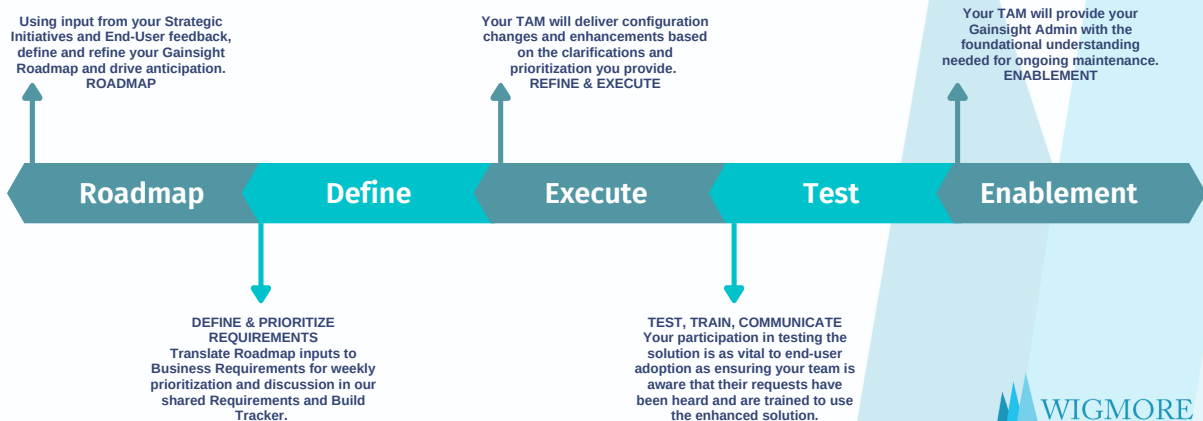 Using input from your Strategic
Initiatives and End-User feedback,
define and refine your Gainsight
Roadmap and drive anticipation.
ROADMAP
Your TAM will deliver configuration
changes and enhancements based
on the clarifications and
prioritization you provide.
REFINE & EXECUTE
Your TAM will provide your
Gainsight Admin with the
foundational understanding
needed for ongoing maintenance.
ENABLEMENT
Roadmap
Define
Execute
Test
Enablement
DEFINE & PRIORITIZE
REQUIREMENTS
Translate Roadmap inputs to
Business Requirements for weekly
prioritization and discussion in our
shared Requirements and Build
Tracker.
TEST, TRAIN, COMMUNICATE
Your participation in testing the
solution is as vital to end-user
adoption as ensuring your team is
aware that their requests have
been heard and are trained to use
the enhanced solution.
WIGMORE